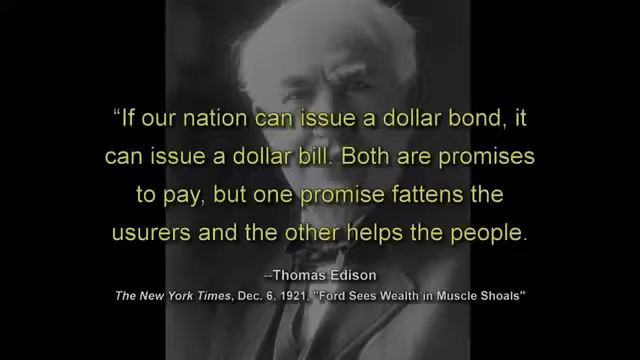 “If our nation can issue a dollar bond, it
can issue a dollar bill. Both are promises
to pay, but one promise fattens the
usurers and the other helps the people.
--Thomas Edison
The New York Times, Dec. 6, 1921, "Ford Sees Wealth in Muscle Shoals"